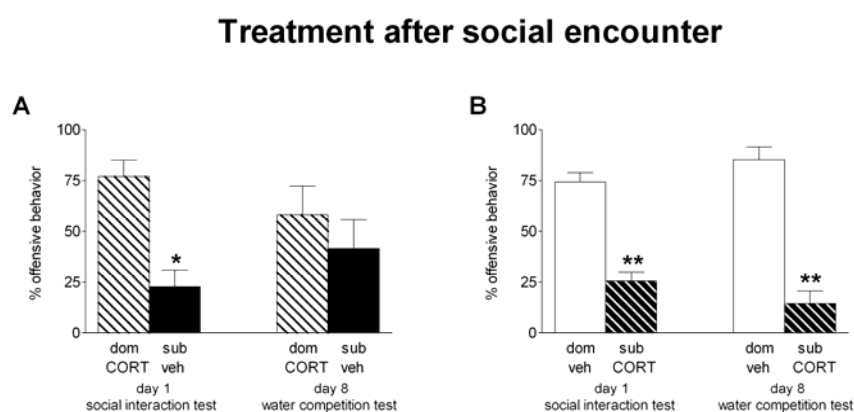 Treatment after social encounter
A
% offensive behavior
100
75
50
25
0
*
dom CORT
sub veh
dom CORT
sub veh
day 1
social interaction test
day 8
water competition test
B
% offensive behavior
100
75
50
25
0
**
**
dom veh
sub CORT
dom veh
sub CORT
day 1
social interaction test
day 8
water competition test